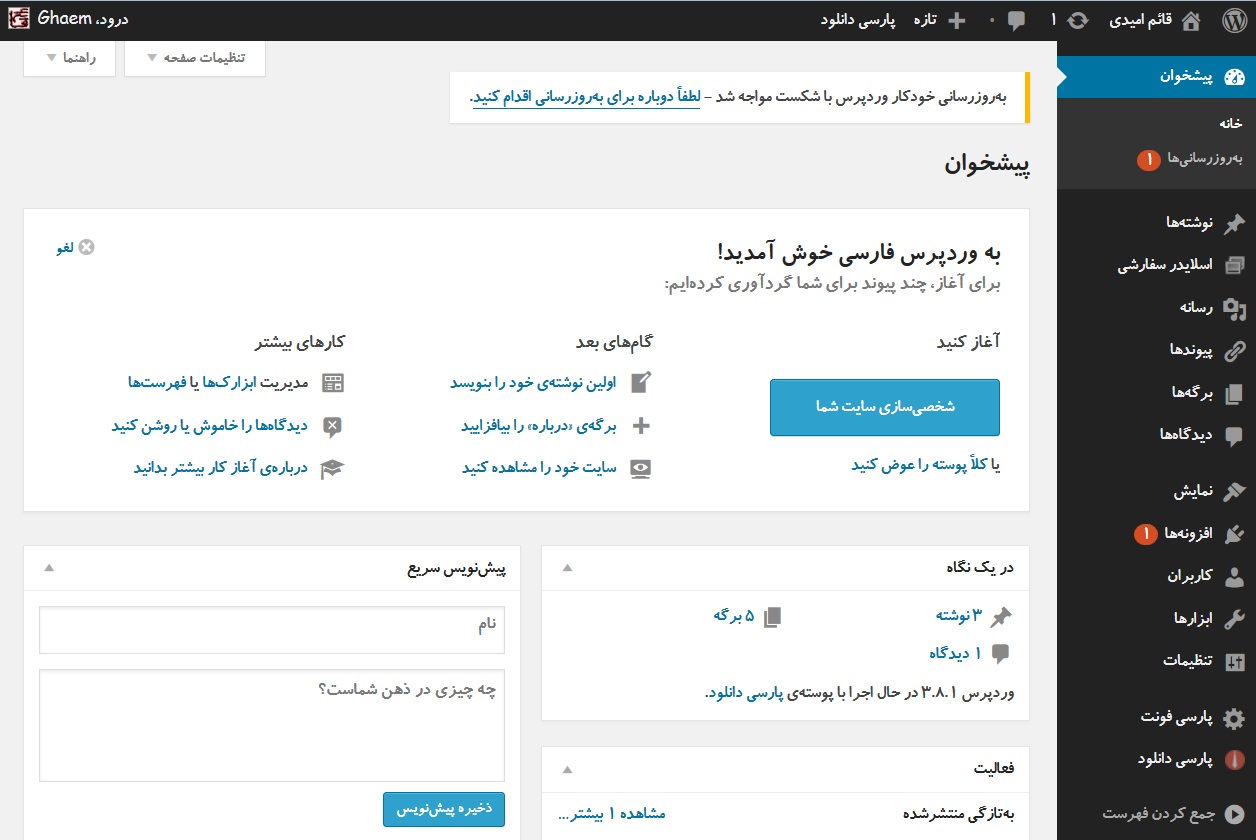 قائم امیدی
۱
۰
تازه
پارسی دانلود
درود، Ghaem
پیشخوان
خانه
به‌روزرسانی‌ها ۱
نوشته‌ها
اسلایدر سفارشی
رسانه
پیوندها
برگه‌ها
دیدگاه‌ها
نمایش
افزونه‌ها ۱
کاربران
ابزارها
تنظیمات
پارسی فونت
پارسی دانلود
جمع کردن فهرست
تنظیمات صفحه
راهنما
به‌روزرسانی خودکار وردپرس با شکست مواجه شد – لطفاً دوباره برای به‌روزرسانی اقدام کنید.
پیشخوان
به وردپرس فارسی خوش آمدید!
لغو
برای آغاز، چند پیوند برای شما گردآوری کرده‌ایم:
آغاز کنید
شخصی‌سازی سایت شما
یا کلاً پوسته را عوض کنید
گام‌های بعد
اولین نوشته‌ی خود را بنویسد
برگه‌ی «درباره» را بیافزایید
سایت خود را مشاهده کنید
کارهای بیشتر
مدیریت ابزارک‌ها یا فهرست‌ها
دیدگاه‌ها را خاموش یا روشن کنید
درباره‌ی آغاز کار بیشتر بدانید
در یک نگاه
۳ نوشته
۵ برگه
۱ دیدگاه
وردپرس ۳.۸.۱ در حال اجرا با پوسته‌ی پارسی دانلود.
فعالیت
به‌تازگی منتشرشده
مشاهده ۱ بیشتر...
پیش‌نویس سریع
نام
چه چیزی در ذهن شماست؟
ذخیره پیش‌نویس